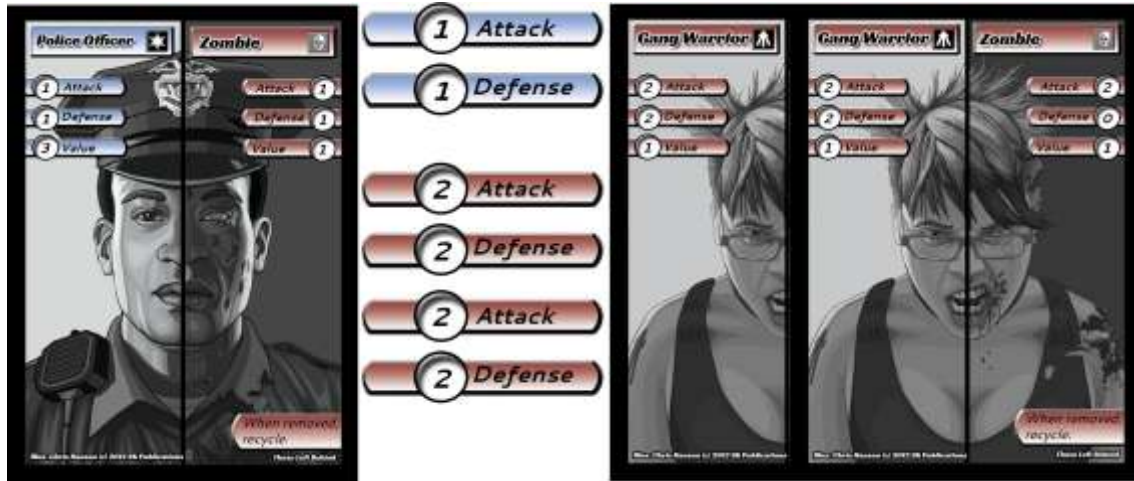 Police Officer
Zombie
1 Attack
Attack 1
1 Defense
Defense 1
3 Value
Value 1
When removed,
recycle.
1 Attack
1 Defense
2 Attack
2 Defense
2 Attack
2 Defense
Gang Warrior
2 Attack
2 Defense
1 Value
Gang Warrior
Zombie
2 Attack
Attack 2
2 Defense
Defense 0
1 Value
Value 1
When removed,
recycle.